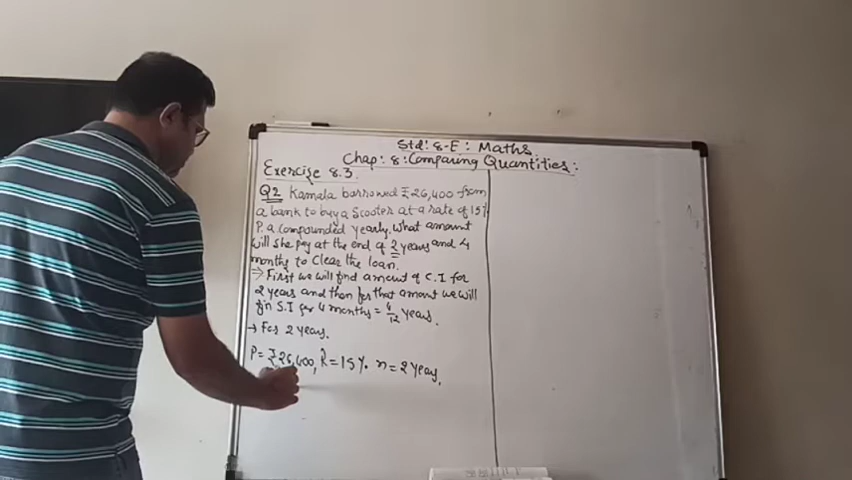 Std: 8-E : Maths.
Chap: 8: Comparing Quantities:
Exercise 8.3
Q2 Kamala borrowed ₹26,400 from
a bank to buy a Scooter at a rate of 15%
P.a compounded yearly. What amount
will she pay at the end of 2 years and 4
months to Clear the loan.
⇒ First we will find amount of C.I for
2 years and then for that amount we will
fin S.I for 4 months = 4/12 years.
→ For 2 years.
P= ₹26,400, R = 15%. n = 2 years.